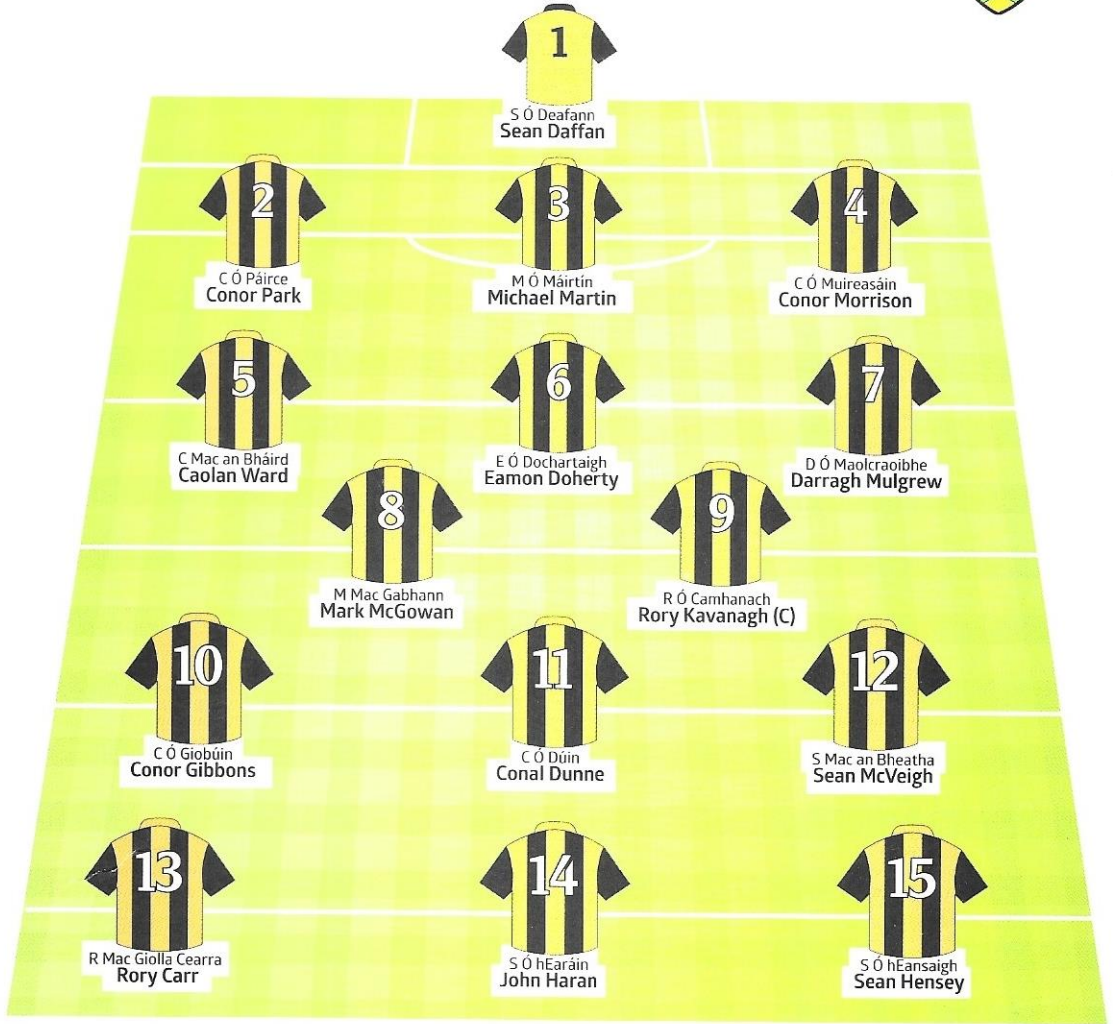 1
S Ó Deafann
Sean Daffan
2
C Ó Páirce
Conor Park
3
M Ó Máirtín
Michael Martin
4
C Ó Muireasáin
Conor Morrison
5
C Mac an Bháird
Caolan Ward
6
E Ó Dochartaigh
Eamon Doherty
7
D Ó Maolcraoibhe
Darragh Mulgrew
8
M Mac Gabhann
Mark McGowan
9
R Ó Camhanach
Rory Kavanagh (C)
10
C Ó Giobúin
Conor Gibbons
11
C Ó Dúin
Conal Dunne
12
S Mac an Bheatha
Sean McVeigh
13
R Mac Giolla Cearra
Rory Carr
14
S Ó hEaráin
John Haran
15
S Ó hEansaigh
Sean Hensey